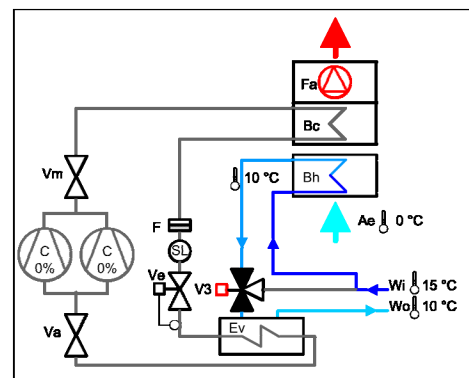 Fa
Bc
Vm
10 °C
Bh
F
Ae 0 °C
C
0%
C
0%
SL
Ve
V3
Wi 15 °C
Wo 10 °C
Va
Ev